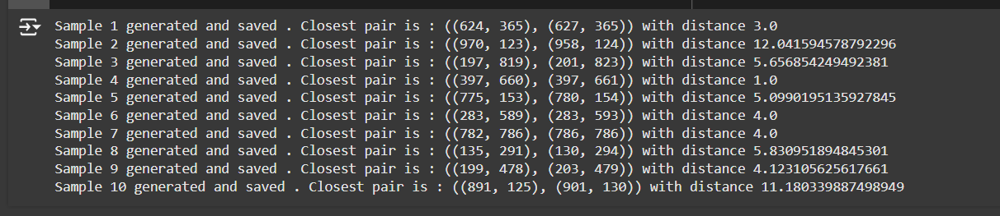 Sample 1 generated and saved . Closest pair is : ((624, 365), (627, 365)) with distance 3.0
Sample 2 generated and saved . Closest pair is : ((970, 123), (958, 124)) with distance 12.041594578792296
Sample 3 generated and saved . Closest pair is : ((197, 819), (201, 823)) with distance 5.656854249492381
Sample 4 generated and saved . Closest pair is : ((397, 660), (397, 661)) with distance 1.0
Sample 5 generated and saved . Closest pair is : ((775, 153), (780, 154)) with distance 5.0990195135927845
Sample 6 generated and saved . Closest pair is : ((283, 589), (283, 593)) with distance 4.0
Sample 7 generated and saved . Closest pair is : ((782, 786), (786, 786)) with distance 4.0
Sample 8 generated and saved . Closest pair is : ((135, 291), (130, 294)) with distance 5.830951894845301
Sample 9 generated and saved . Closest pair is : ((199, 478), (203, 479)) with distance 4.123105625617661
Sample 10 generated and saved . Closest pair is : ((891, 125), (901, 130)) with distance 11.180339887498949